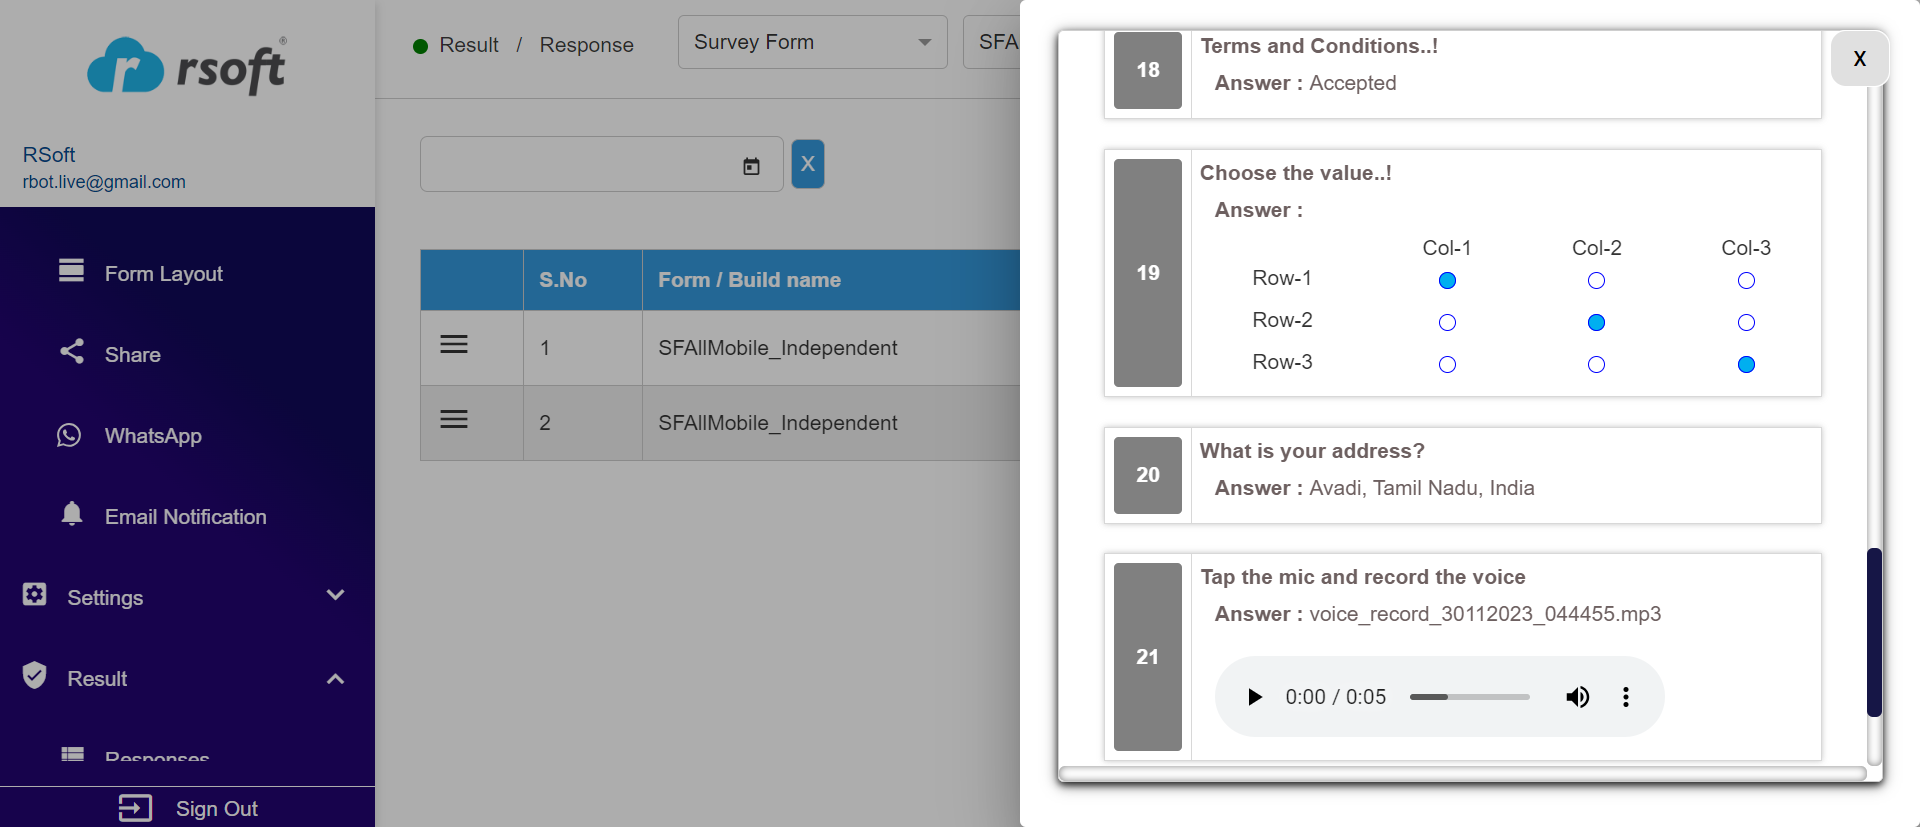 rsoft®
RSoft
rbot.live@gmail.com
Form Layout
Share
WhatsApp
Email Notification
Settings
Result
Responses
Sign Out
Result / Response
Survey Form
SFA
X
S.No
Form / Build name
1
SFAllMobile_Independent
2
SFAllMobile_Independent
X
18
Terms and Conditions..!
Answer : Accepted
19
Choose the value..!
Answer :
Col-1 Col-2 Col-3
Row-1
Row-2
Row-3
20
What is your address?
Answer : Avadi, Tamil Nadu, India
21
Tap the mic and record the voice
Answer : voice_record_30112023_044455.mp3
0:00 / 0:05